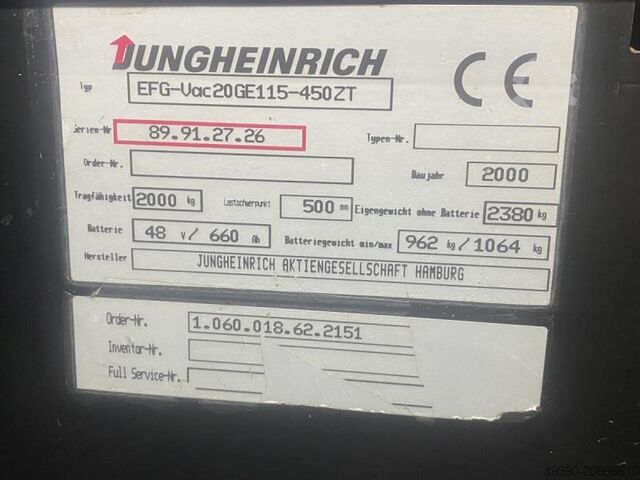 JUNGHEINRICH CE
Typ EFG-Vac20GE115-450ZT
Serien-Nr 89.91.27.26 Typen-Nr.
Order-Nr. Baujahr 2000
Tragfähigkeit 2000 kg Lastschwerpunkt 500 mm Eigengewicht ohne Batterie 2380 kg
Batterie 48 V/ 660 Ah Batteriegewicht min/max 962 kg/1064 kg
Hersteller JUNGHEINRICH AKTIENGESELLSCHAFT HAMBURG
Order-Nr. 1.060.018.62.2151
Inventar-Nr.
Full Service-Nr.